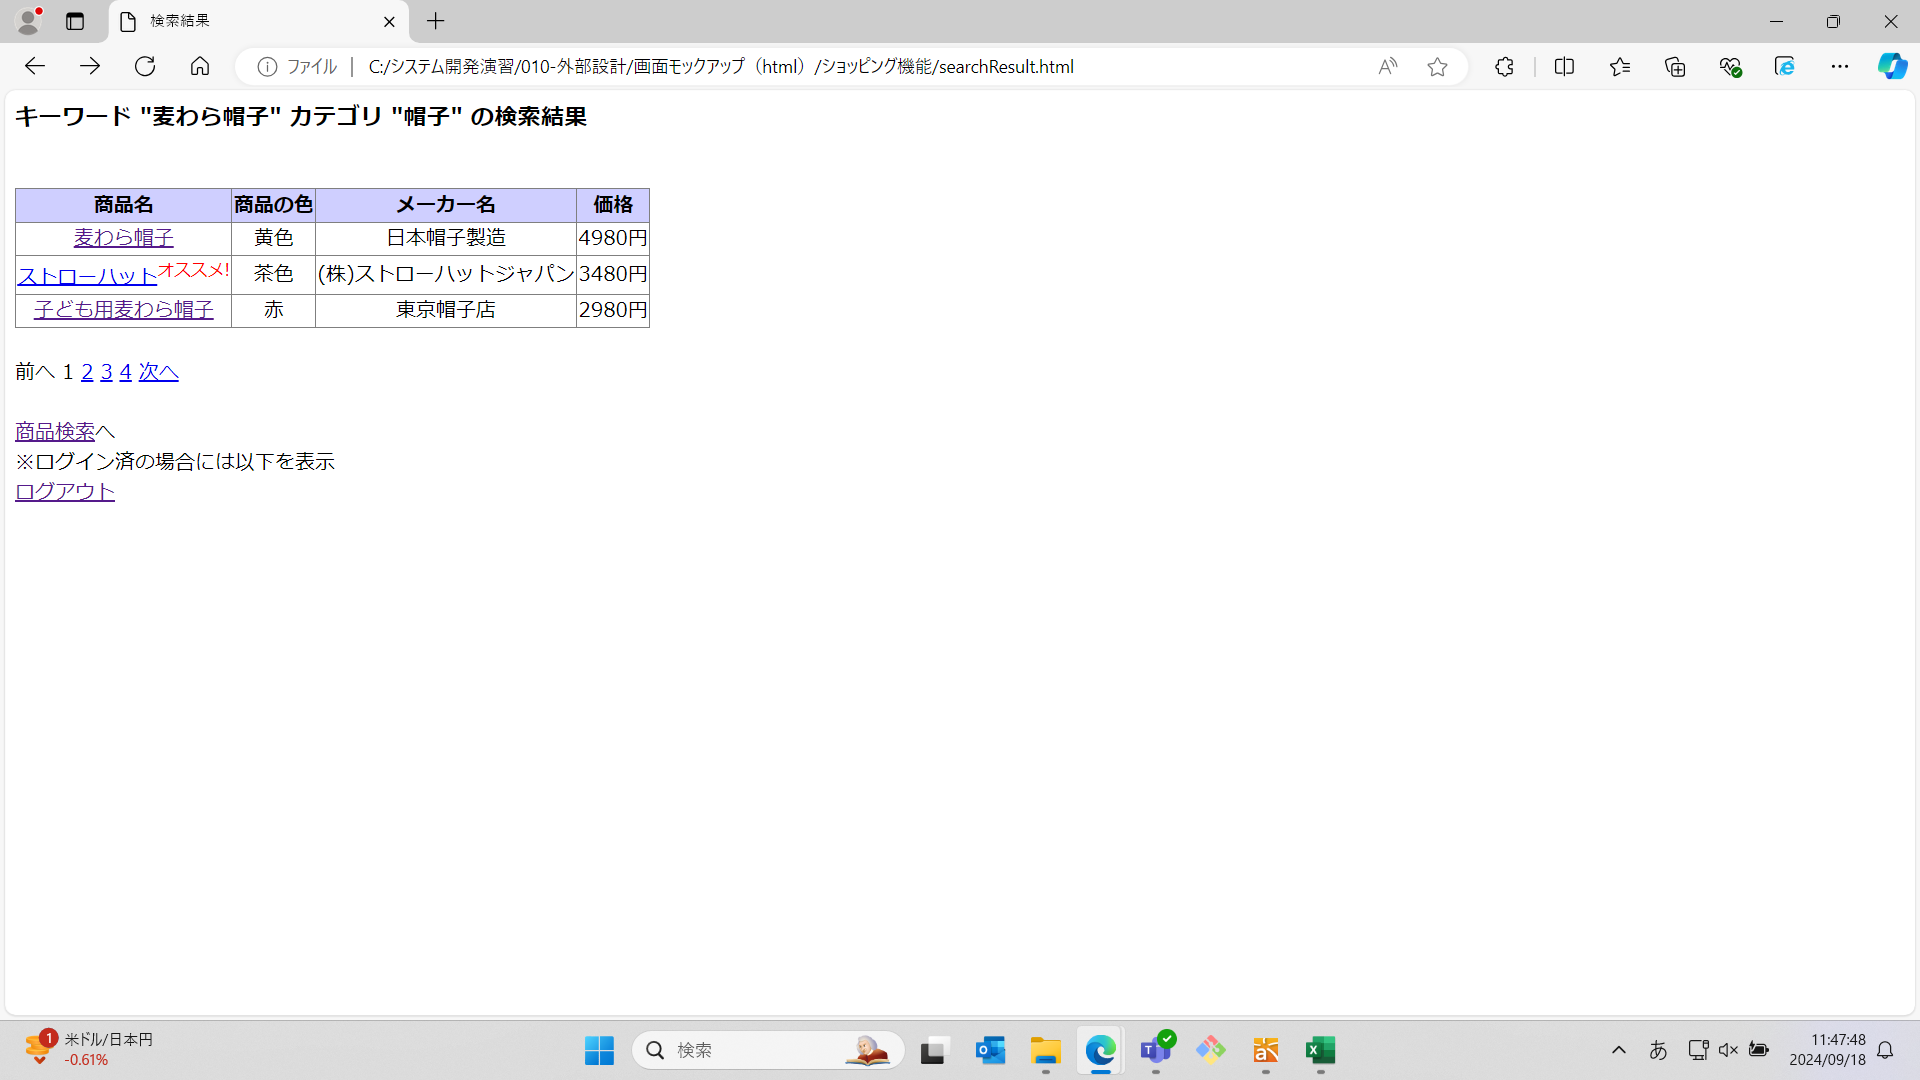 検索結果
ファイル
C:/システム開発演習/010-外部設計/画面モックアップ（html）/ショッピング機能/searchResult.html
キーワード "麦わら帽子" カテゴリ "帽子" の検索結果
商品名 商品の色 メーカー名 価格
麦わら帽子 黄色 日本帽子製造 4980円
ストローハットオススメ! 茶色 (株)ストローハットジャパン 3480円
子ども用麦わら帽子 赤 東京帽子店 2980円
前へ 1 2 3 4 次へ
商品検索へ
※ログイン済の場合には以下を表示
ログアウト
1
米ドル/日本円
-0.61%
検索
あ
11:47:48
2024/09/18